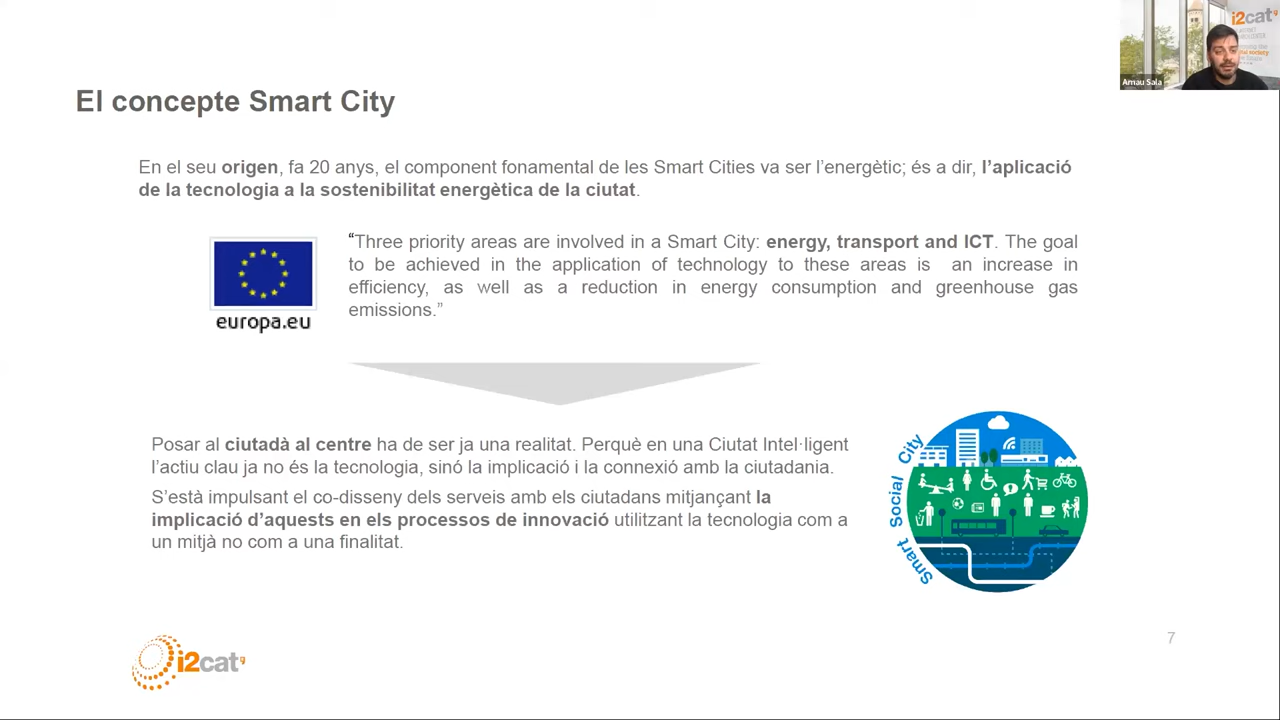 i2cat
Arnau Sala
El concepte Smart City
En el seu origen, fa 20 anys, el component fonamental de les Smart Cities va ser l’energètic; és a dir, l’aplicació
de la tecnologia a la sostenibilitat energètica de la ciutat.
“Three priority areas are involved in a Smart City: energy, transport and ICT. The goal
to be achieved in the application of technology to these areas is an increase in
efficiency, as well as a reduction in energy consumption and greenhouse gas
emissions.”
europa.eu
Posar al ciutadà al centre ha de ser ja una realitat. Perquè en una Ciutat Intel·ligent
l’actiu clau ja no és la tecnologia, sinó la implicació i la connexió amb la ciutadania.
S’està impulsant el co-disseny dels serveis amb els ciutadans mitjançant la
implicació d’aquests en els processos de innovació utilitzant la tecnologia com a
un mitjà no com a una finalitat.
Smart Social City
7
i2cat